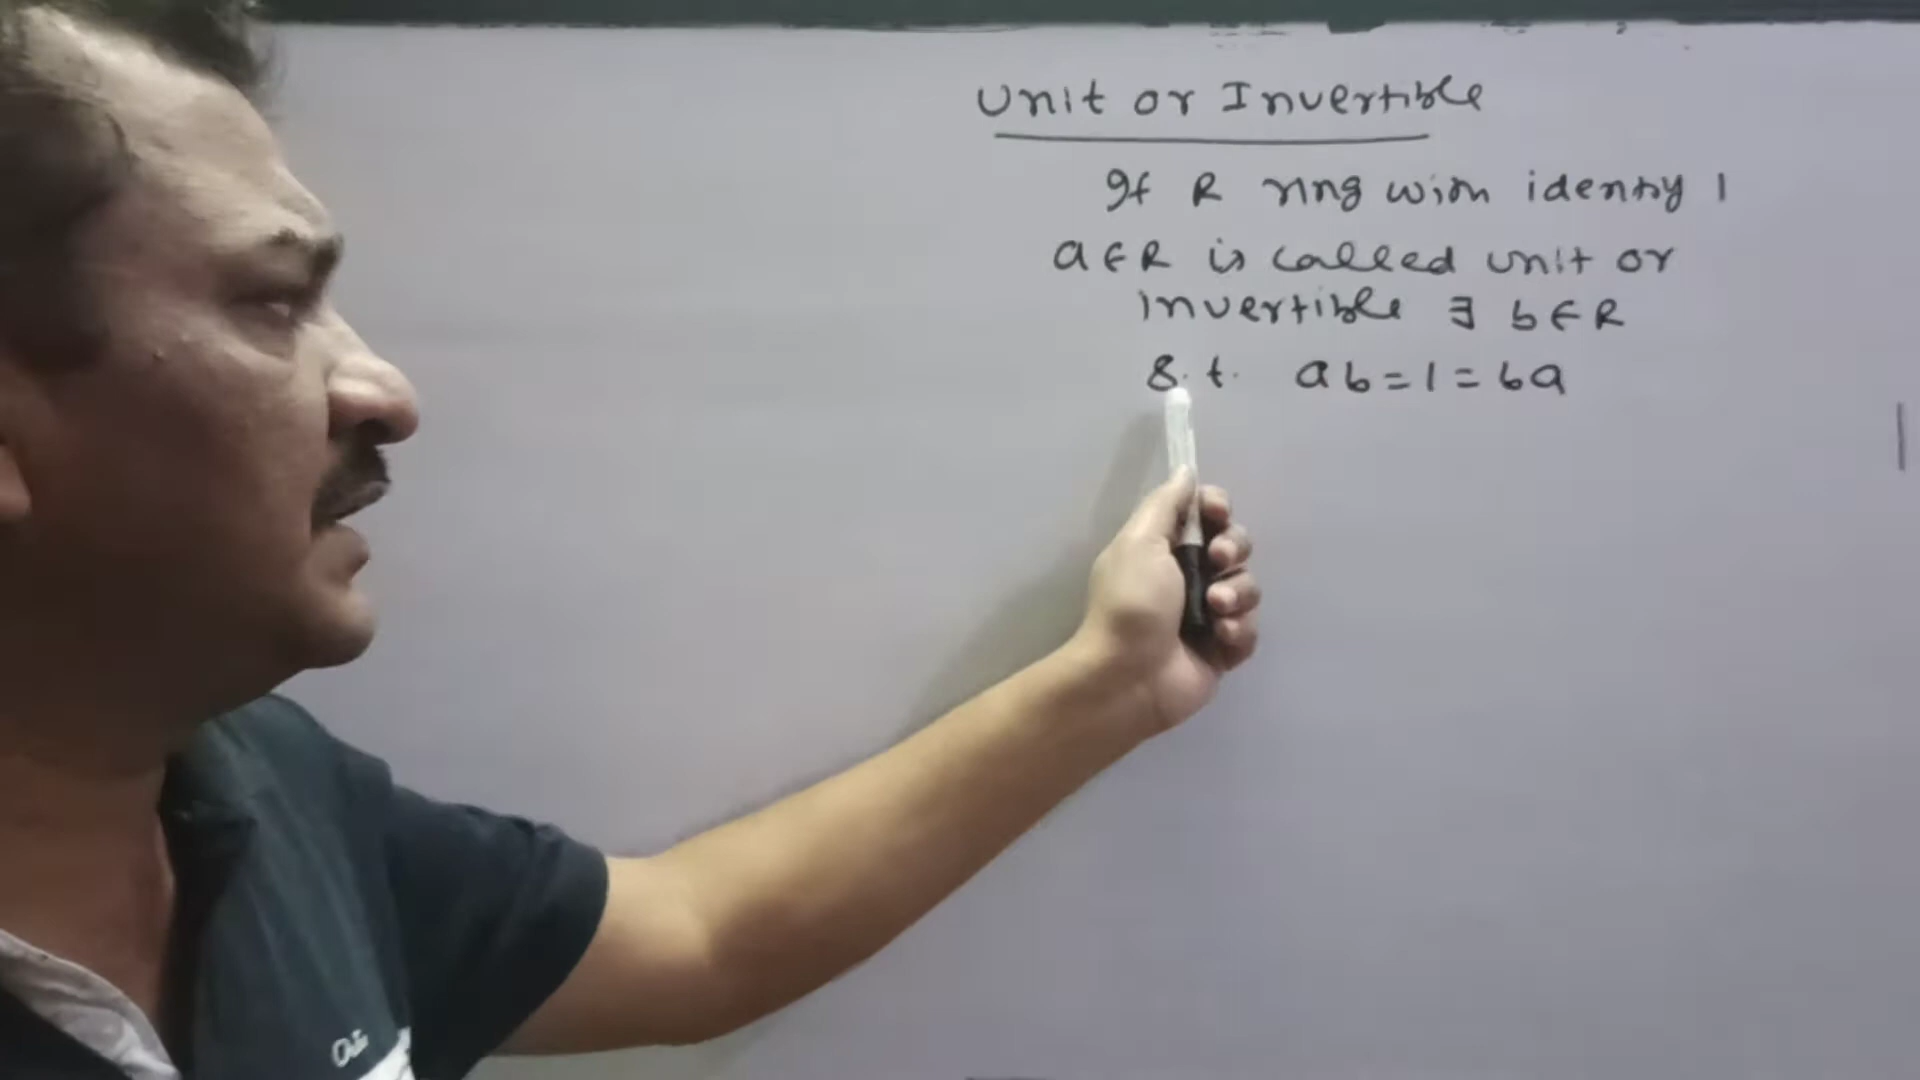 Unit or Invertible
If R ring with identity 1
a ∈ R is called unit or
invertible ∃ b ∈ R
s.t. ab = 1 = ba